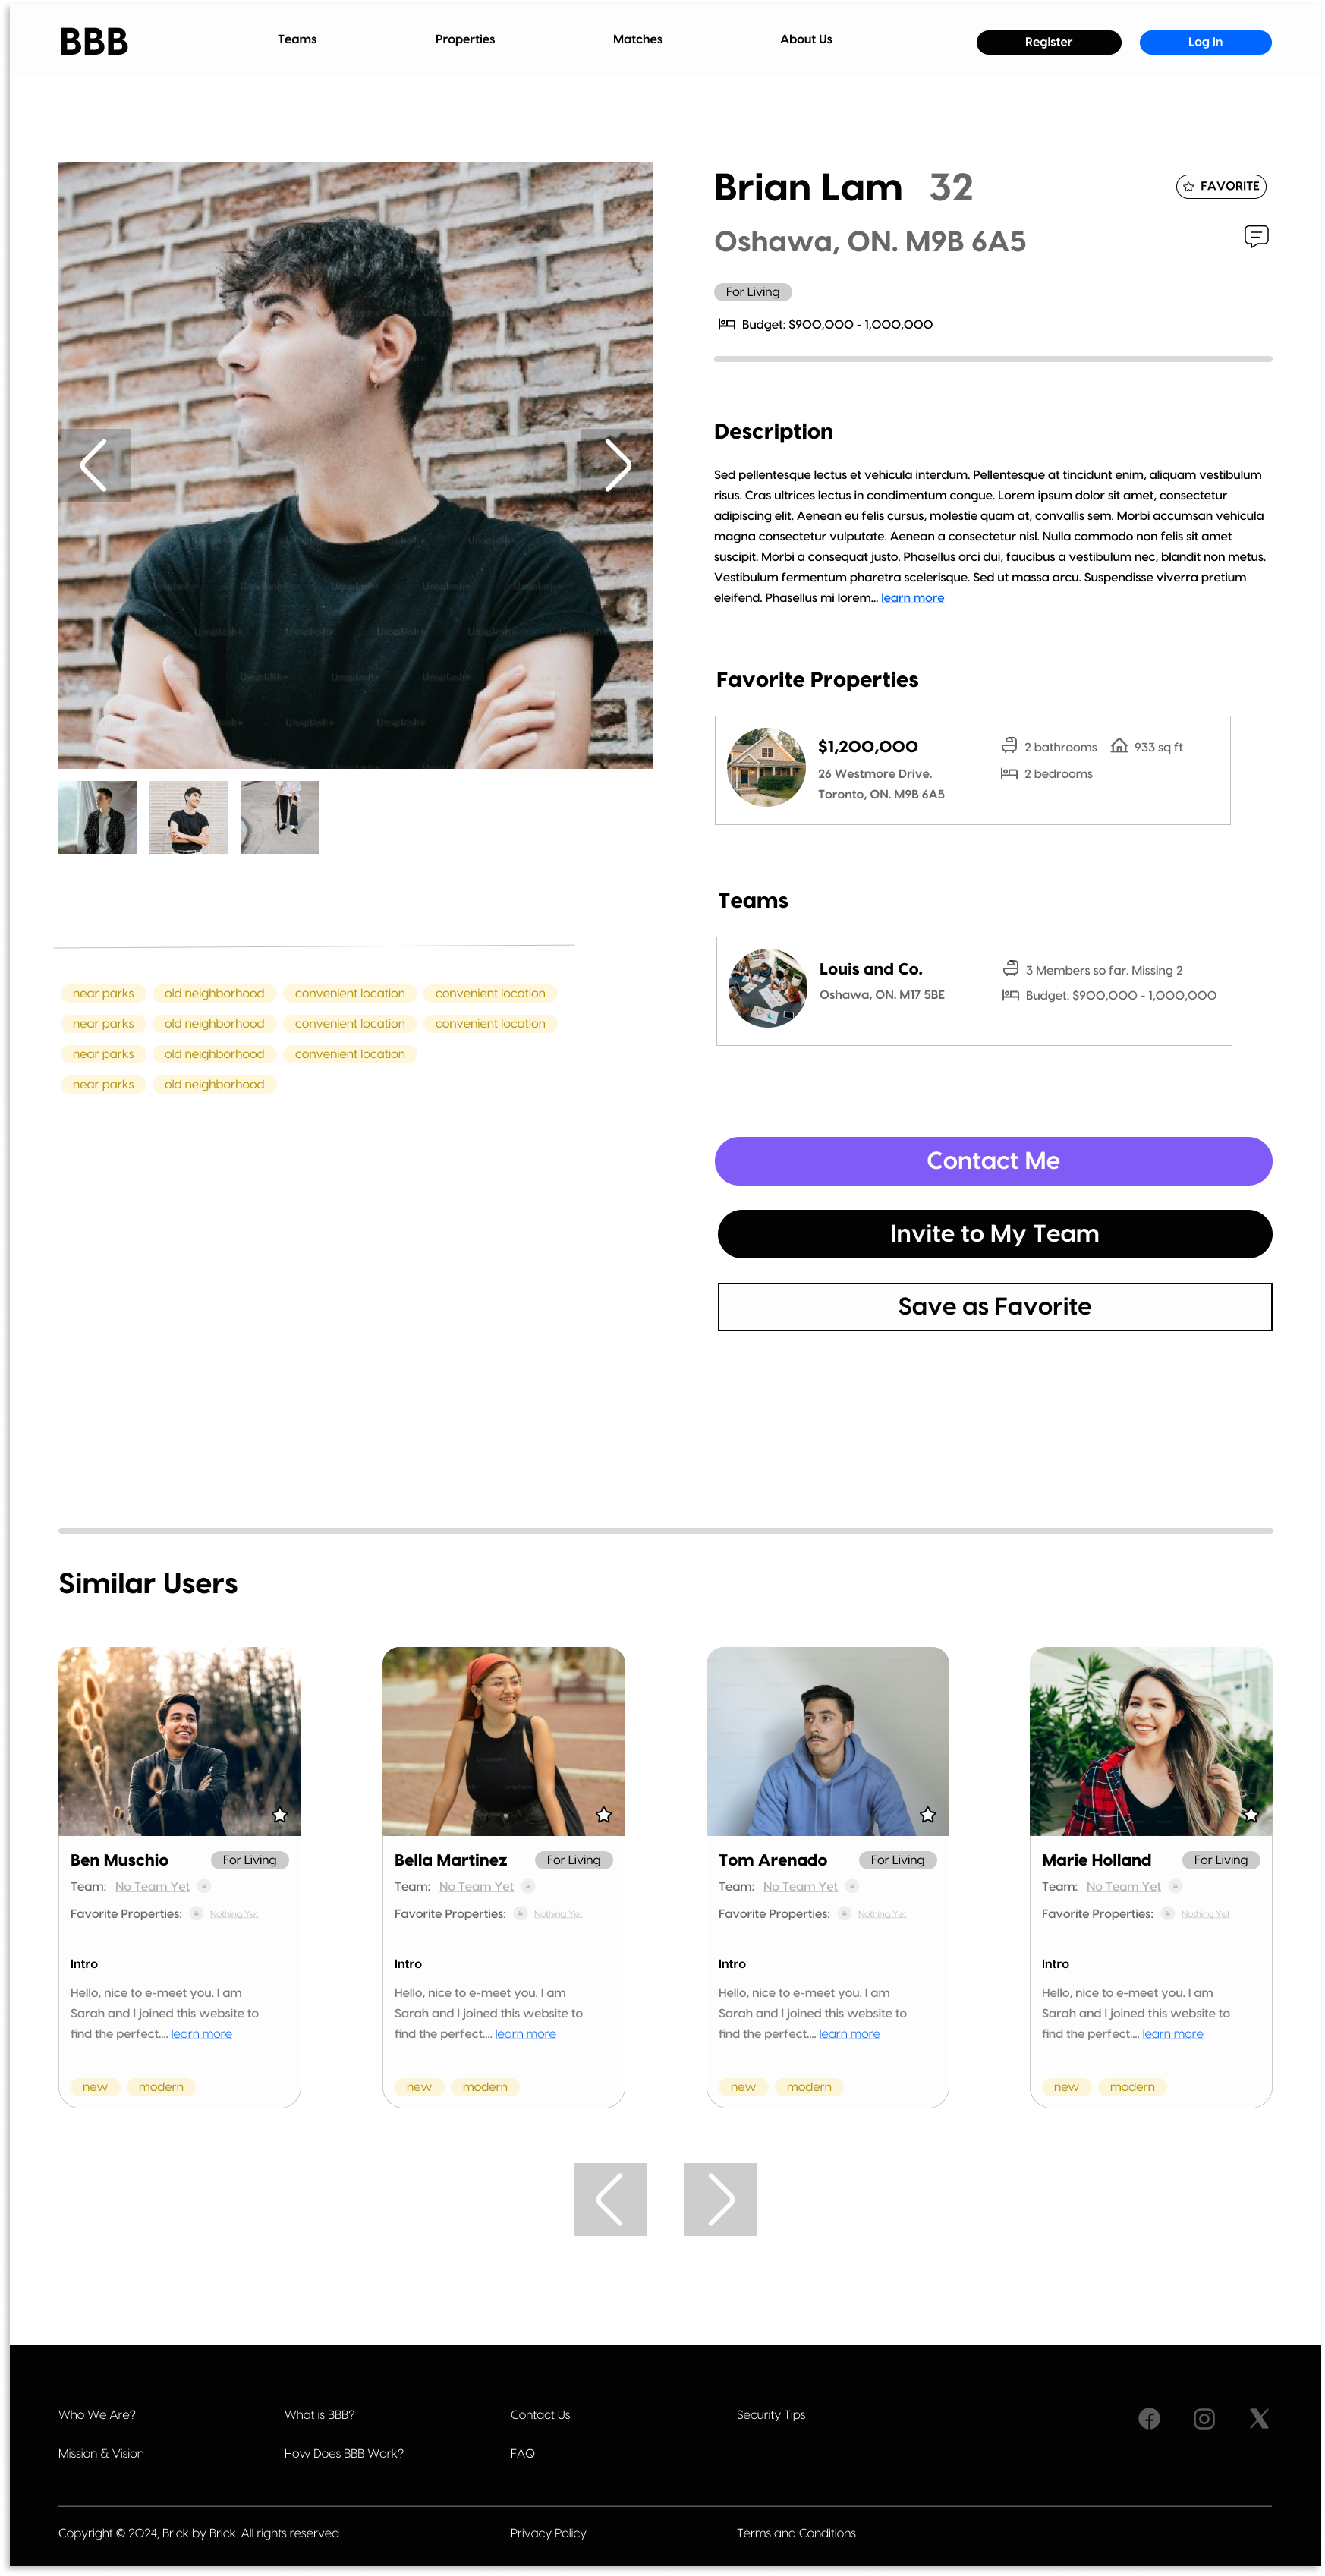 BBB
Teams
Properties
Matches
About Us
Register
Log In
Brian Lam 32
FAVORITE
Oshawa, ON. M9B 6A5
For Living
Budget: $900,000 - 1,000,000
Description
Sed pellentesque lectus et vehicula interdum. Pellentesque at tincidunt enim, aliquam vestibulum
risus. Cras ultrices lectus in condimentum congue. Lorem ipsum dolor sit amet, consectetur
adipiscing elit. Aenean eu felis cursus, molestie quam at, convallis sem. Morbi accumsan vehicula
magna consectetur vulputate. Aenean a consectetur nisl. Nulla commodo non felis sit amet
suscipit. Morbi a consequat justo. Phasellus orci dui, faucibus a vestibulum nec, blandit non metus.
Vestibulum fermentum pharetra scelerisque. Sed ut massa arcu. Suspendisse viverra pretium
eleifend. Phasellus mi lorem... learn more
Favorite Properties
$1,200,000
26 Westmore Drive.
Toronto, ON. M9B 6A5
2 bathrooms
933 sq ft
2 bedrooms
Teams
Louis and Co.
Oshawa, ON. M17 5BE
3 Members so far. Missing 2
Budget: $900,000 - 1,000,000
near parks old neighborhood convenient location convenient location
near parks old neighborhood convenient location convenient location
near parks old neighborhood convenient location
near parks old neighborhood
Contact Me
Invite to My Team
Save as Favorite
Similar Users
Ben Muschio
For Living
Team: No Team Yet
Favorite Properties: Nothing Yet
Intro
Hello, nice to e-meet you. I am
Sarah and I joined this website to
find the perfect.... learn more
new modern
Bella Martinez
For Living
Team: No Team Yet
Favorite Properties: Nothing Yet
Intro
Hello, nice to e-meet you. I am
Sarah and I joined this website to
find the perfect.... learn more
new modern
Tom Arenado
For Living
Team: No Team Yet
Favorite Properties: Nothing Yet
Intro
Hello, nice to e-meet you. I am
Sarah and I joined this website to
find the perfect.... learn more
new modern
Marie Holland
For Living
Team: No Team Yet
Favorite Properties: Nothing Yet
Intro
Hello, nice to e-meet you. I am
Sarah and I joined this website to
find the perfect.... learn more
new modern
Who We Are?
What is BBB?
Contact Us
Security Tips
Mission & Vision
How Does BBB Work?
FAQ
Copyright © 2024, Brick by Brick. All rights reserved
Privacy Policy
Terms and Conditions